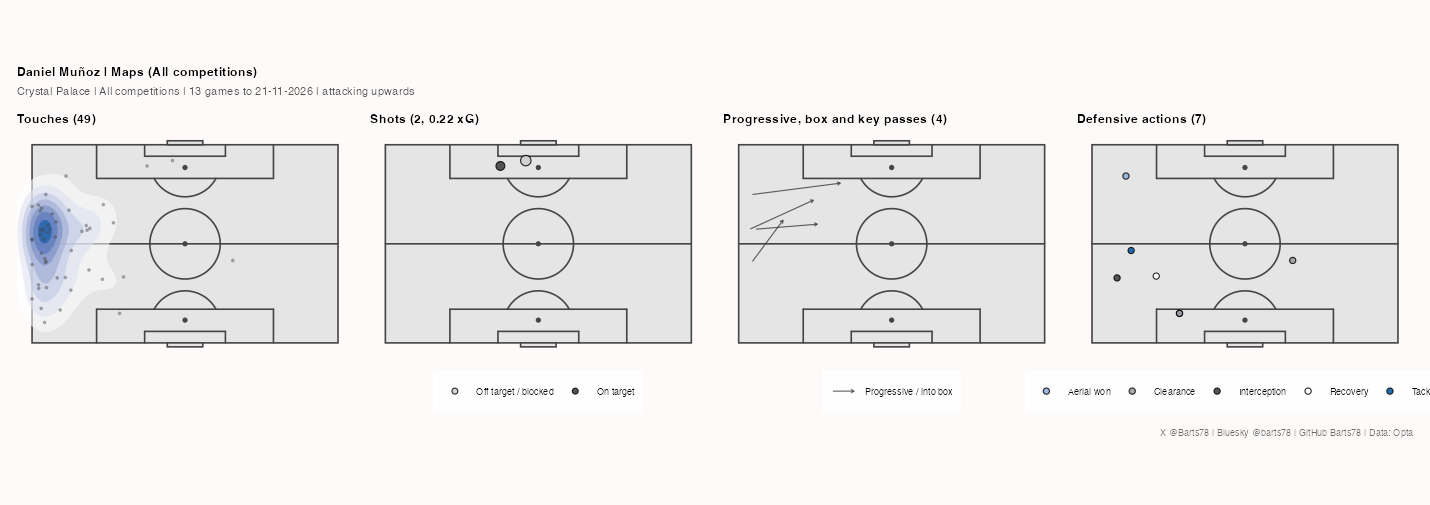 Daniel Muñoz | Maps (All competitions)
Crystal Palace | All competitions | 13 games to 21-11-2026 | attacking upwards
Touches (49)
Shots (2, 0.22 xG)
Progressive, box and key passes (4)
Defensive actions (7)
Off target / blocked
On target
Progressive / into box
Aerial won
Clearance
Interception
Recovery
Tack
X @Barts78 | Bluesky @barts78 | GitHub Barts78 | Data: Opta